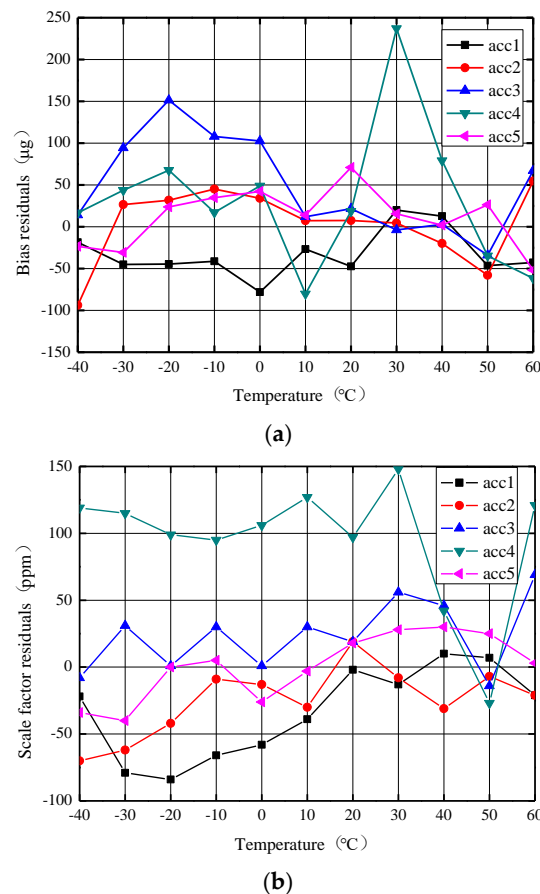 250
200
150
100
50
0
-50
-100
-150
Bias residuals (μg)
acc1
acc2
acc3
acc4
acc5
-40 -30 -20 -10 0 10 20 30 40 50 60
Temperature (°C)
(a)
150
100
50
0
-50
-100
Scale factor residuals (ppm)
acc1
acc2
acc3
acc4
acc5
-40 -30 -20 -10 0 10 20 30 40 50 60
Temperature (°C)
(b)